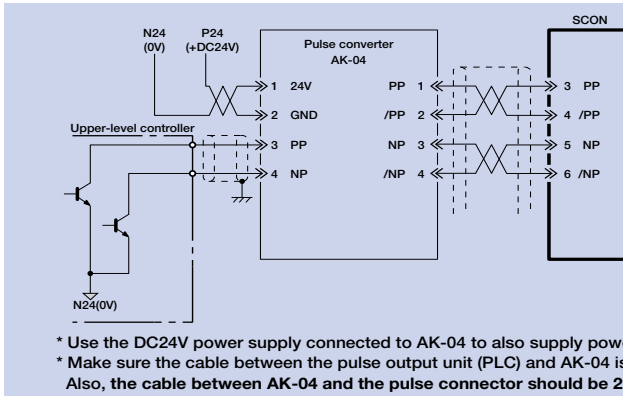 SCON
N24
(0V)
P24
(+DC24V)
Pulse converter
AK-04
1 24V
PP 1
3 PP
2 GND
/PP 2
4 /PP
Upper-level controller
3 PP
NP 3
5 NP
4 NP
/NP 4
6 /NP
N24(0V)
* Use the DC24V power supply connected to AK-04 to also supply
* Make sure the cable between the pulse output unit (PLC) and AK-04 is
Also, the cable between AK-04 and the pulse connector should be 2